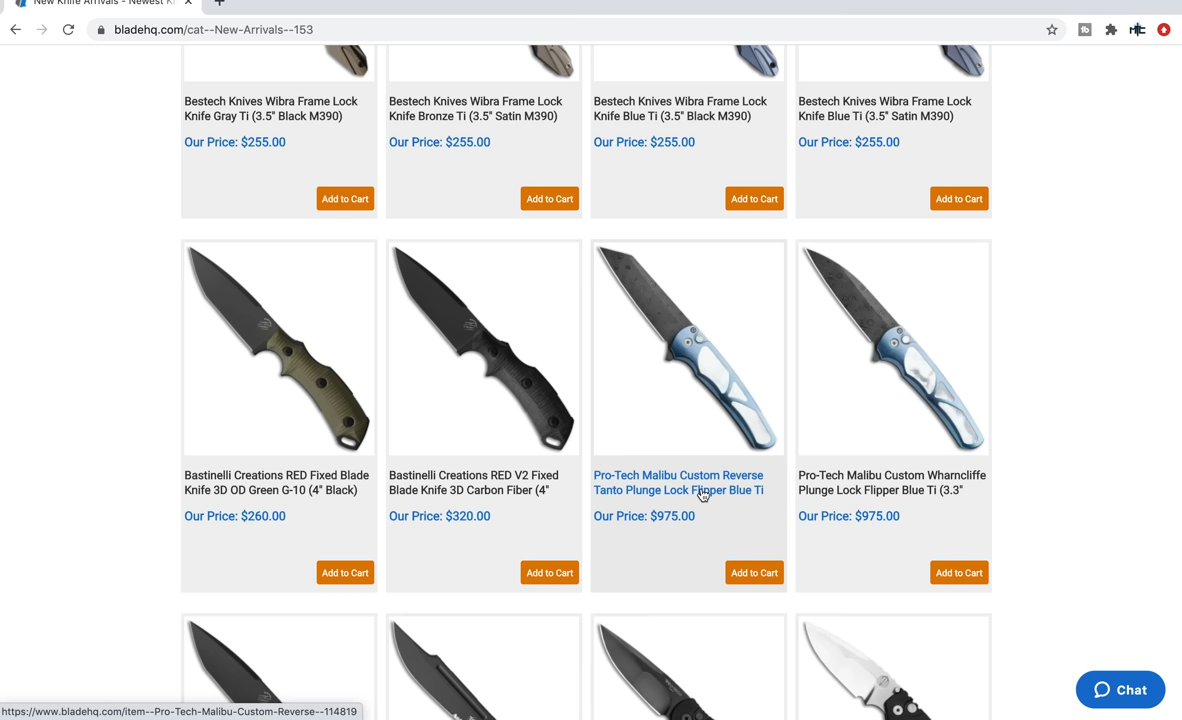 New Knife Arrivals - Newest K
bladehq.com/cat--New-Arrivals--153
Bestech Knives Wibra Frame Lock
Knife Gray Ti (3.5" Black M390)
Our Price: $255.00
Add to Cart
Bestech Knives Wibra Frame Lock
Knife Bronze Ti (3.5" Satin M390)
Our Price: $255.00
Add to Cart
Bestech Knives Wibra Frame Lock
Knife Blue Ti (3.5" Black M390)
Our Price: $255.00
Add to Cart
Bestech Knives Wibra Frame Lock
Knife Blue Ti (3.5" Satin M390)
Our Price: $255.00
Add to Cart
Bastinelli Creations RED Fixed Blade
Knife 3D OD Green G-10 (4" Black)
Our Price: $260.00
Add to Cart
Bastinelli Creations RED V2 Fixed
Blade Knife 3D Carbon Fiber (4"
Our Price: $320.00
Add to Cart
Pro-Tech Malibu Custom Reverse
Tanto Plunge Lock Flipper Blue Ti
Our Price: $975.00
Add to Cart
Pro-Tech Malibu Custom Wharncliffe
Plunge Lock Flipper Blue Ti (3.3"
Our Price: $975.00
Add to Cart
Chat
https://www.bladehq.com/item--Pro-Tech-Malibu-Custom-Reverse--114819